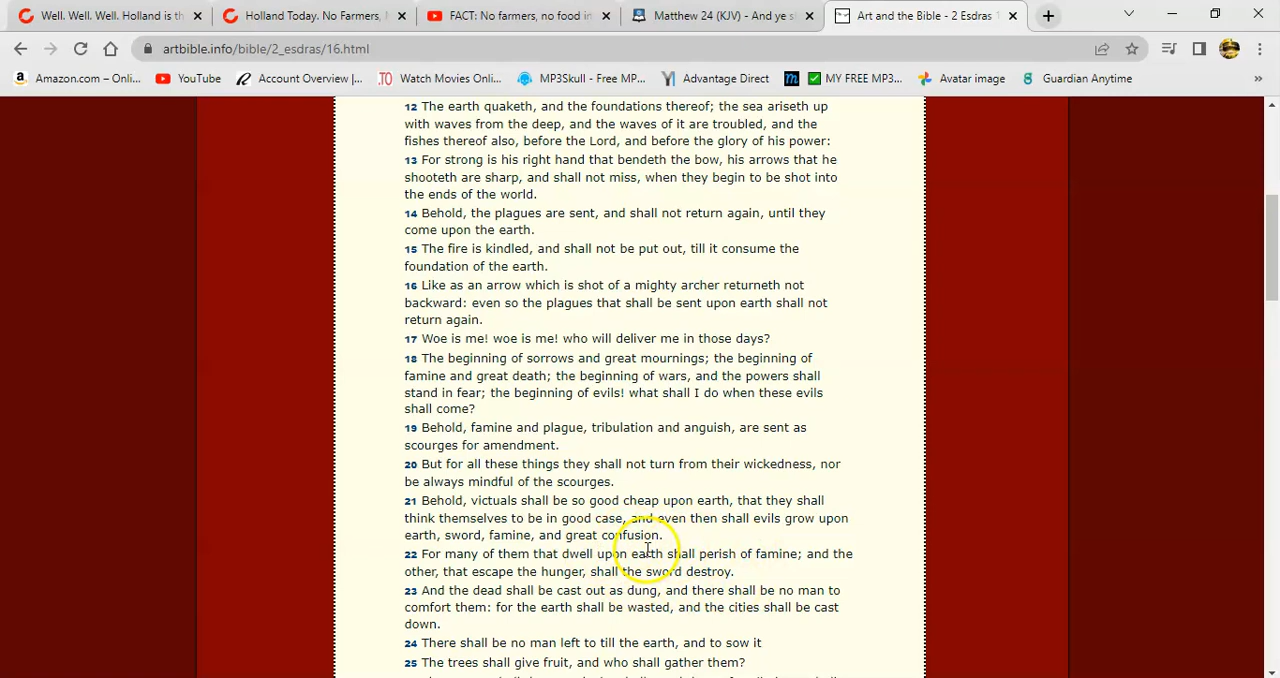 Well. Well. Well. Holland is th
Holland Today. No Farmers,
FACT: No farmers, no food in
Matthew 24 (KJV) - And ye s
Art and the Bible - 2 Esdras
artbible.info/bible/2_esdras/16.html
Amazon.com – Onli...
YouTube
Account Overview |...
Watch Movies Onli...
MP3Skull - Free MP...
Advantage Direct
MY FREE MP3...
Avatar image
Guardian Anytime
12 The earth quaketh, and the foundations thereof; the sea ariseth up
with waves from the deep, and the waves of it are troubled, and the
fishes thereof also, before the Lord, and before the glory of his power:
13 For strong is his right hand that bendeth the bow, his arrows that he
shooteth are sharp, and shall not miss, when they begin to be shot into
the ends of the world.
14 Behold, the plagues are sent, and shall not return again, until they
come upon the earth.
15 The fire is kindled, and shall not be put out, till it consume the
foundation of the earth.
16 Like as an arrow which is shot of a mighty archer returneth not
backward: even so the plagues that shall be sent upon earth shall not
return again.
17 Woe is me! woe is me! who will deliver me in those days?
18 The beginning of sorrows and great mournings; the beginning of
famine and great death; the beginning of wars, and the powers shall
stand in fear; the beginning of evils! what shall I do when these evils
shall come?
19 Behold, famine and plague, tribulation and anguish, are sent as
scourges for amendment.
20 But for all these things they shall not turn from their wickedness, nor
be always mindful of the scourges.
21 Behold, victuals shall be so good cheap upon earth, that they shall
think themselves to be in good case, and even then shall evils grow upon
earth, sword, famine, and great confusion.
22 For many of them that dwell upon earth shall perish of famine; and the
other, that escape the hunger, shall the sword destroy.
23 And the dead shall be cast out as dung, and there shall be no man to
comfort them: for the earth shall be wasted, and the cities shall be cast
down.
24 There shall be no man left to till the earth, and to sow it
25 The trees shall give fruit, and who shall gather them?